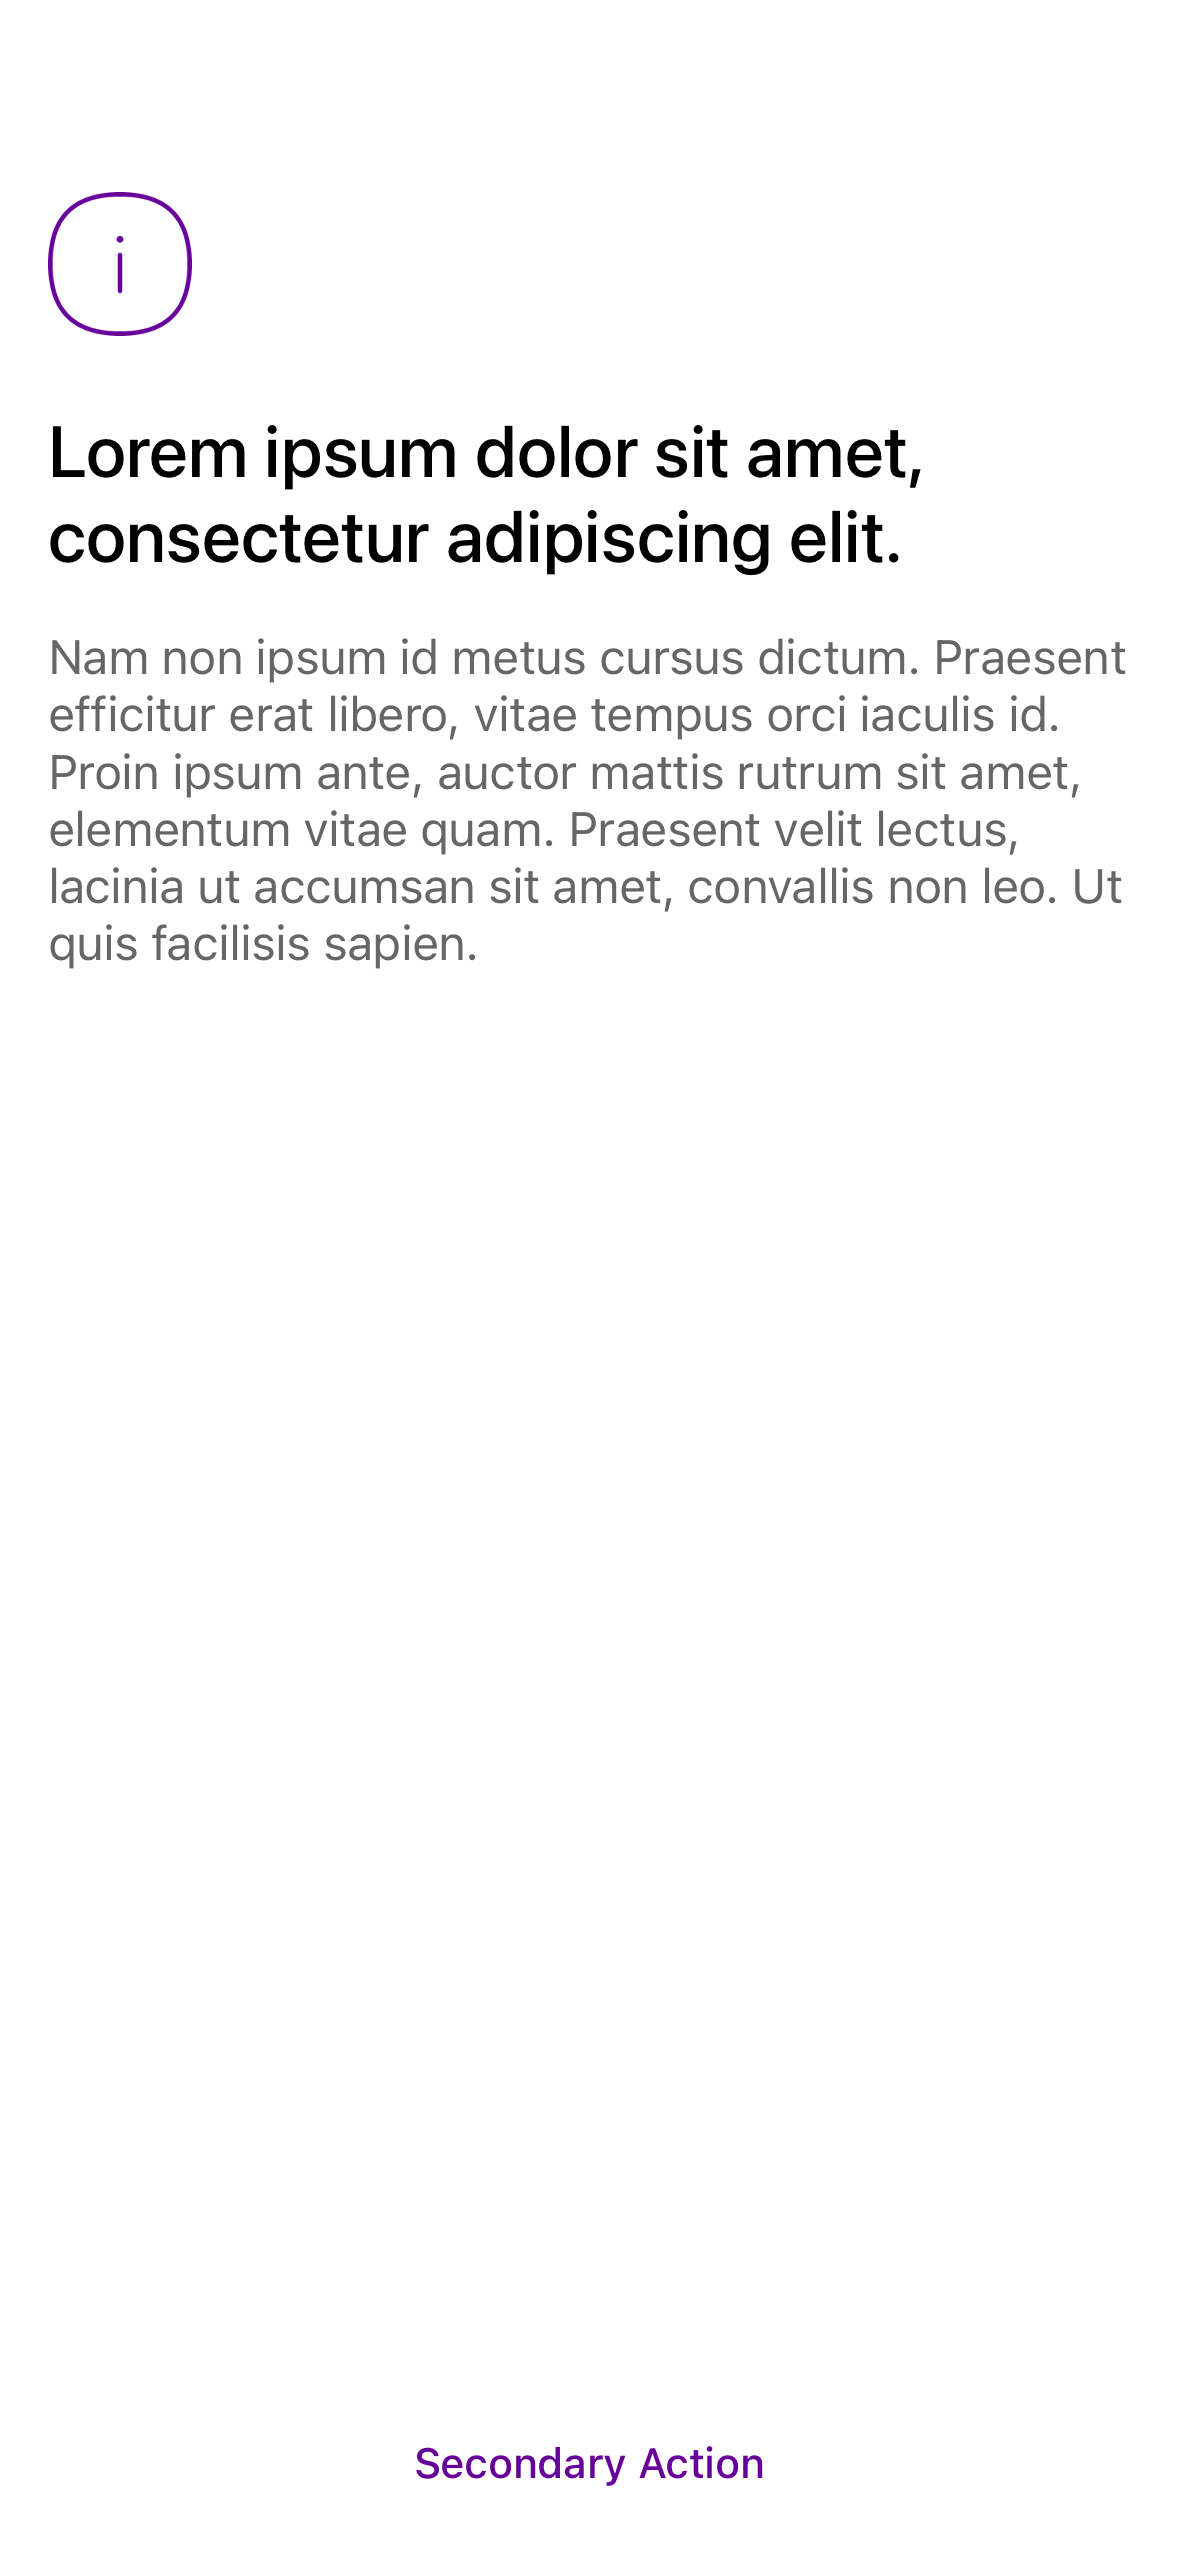 i
Lorem ipsum dolor sit amet,
consectetur adipiscing elit.
Nam non ipsum id metus cursus dictum. Praesent
efficitur erat libero, vitae tempus orci iaculis id.
Proin ipsum ante, auctor mattis rutrum sit amet,
elementum vitae quam. Praesent velit lectus,
lacinia ut accumsan sit amet, convallis non leo. Ut
quis facilisis sapien.
Secondary Action